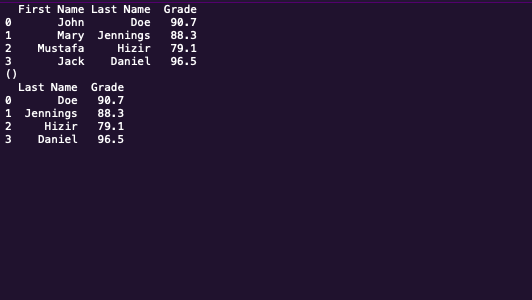 First Name Last Name Grade
0 John Doe 90.7
1 Mary Jennings 88.3
2 Mustafa Hizir 79.1
3 Jack Daniel 96.5
()
Last Name Grade
0 Doe 90.7
1 Jennings 88.3
2 Hizir 79.1
3 Daniel 96.5